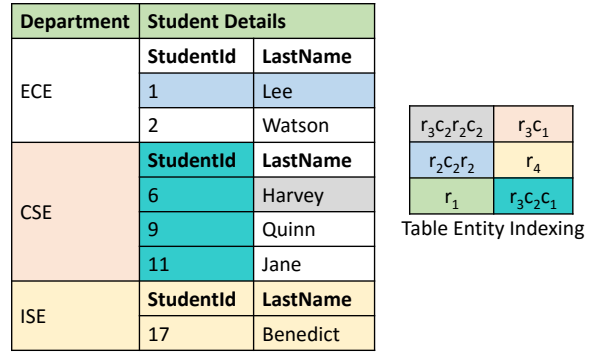 Department Student Details
StudentId LastName
ECE
1 Lee
2 Watson
StudentId LastName
CSE
6 Harvey
9 Quinn
11 Jane
StudentId LastName
ISE
17 Benedict
r₃c₂r₂c₂ r₃c₁
r₂c₂r₂ r₄
r₁ r₃c₂c₁
Table Entity Indexing